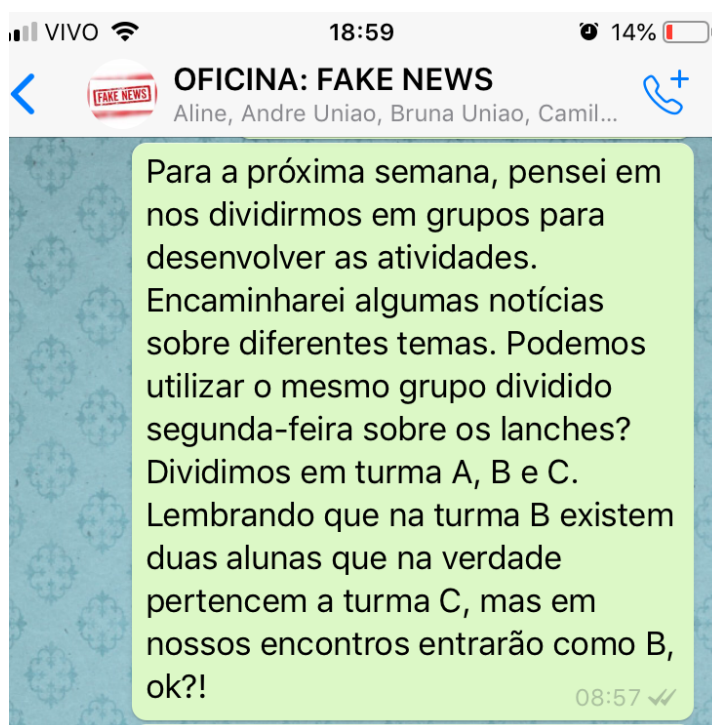 VIVO 18:59 14%
FAKE NEWS
OFICINA: FAKE NEWS
Aline, Andre Uniao, Bruna Uniao, Camil...
Para a próxima semana, pensei em
nos dividirmos em grupos para
desenvolver as atividades.
Encaminharei algumas notícias
sobre diferentes temas. Podemos
utilizar o mesmo grupo dividido
segunda-feira sobre os lanches?
Dividimos em turma A, B e C.
Lembrando que na turma B existem
duas alunas que na verdade
pertencem a turma C, mas em
nossos encontros entrarão como B,
ok?!
08:57